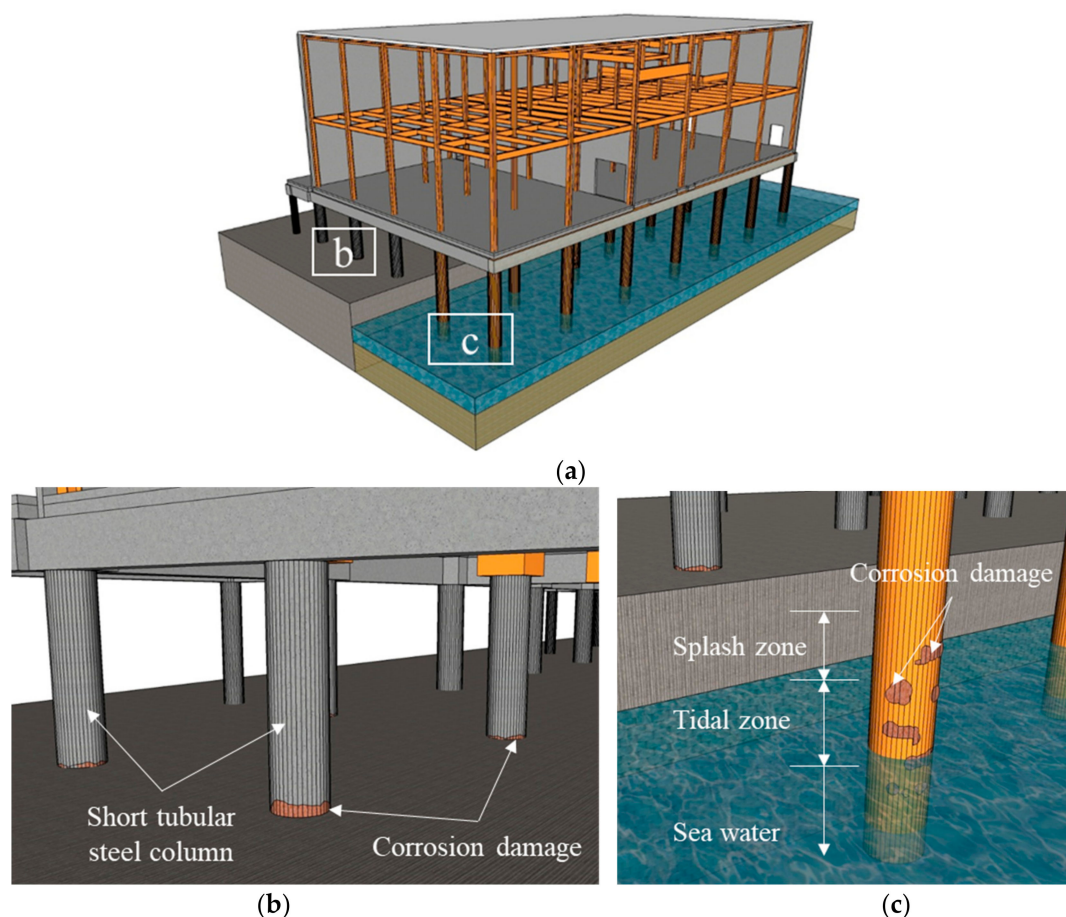 b
c
(a)
Short tubular
steel column
Corrosion damage
(b)
Corrosion damage
Splash zone
Tidal zone
Sea water
(c)